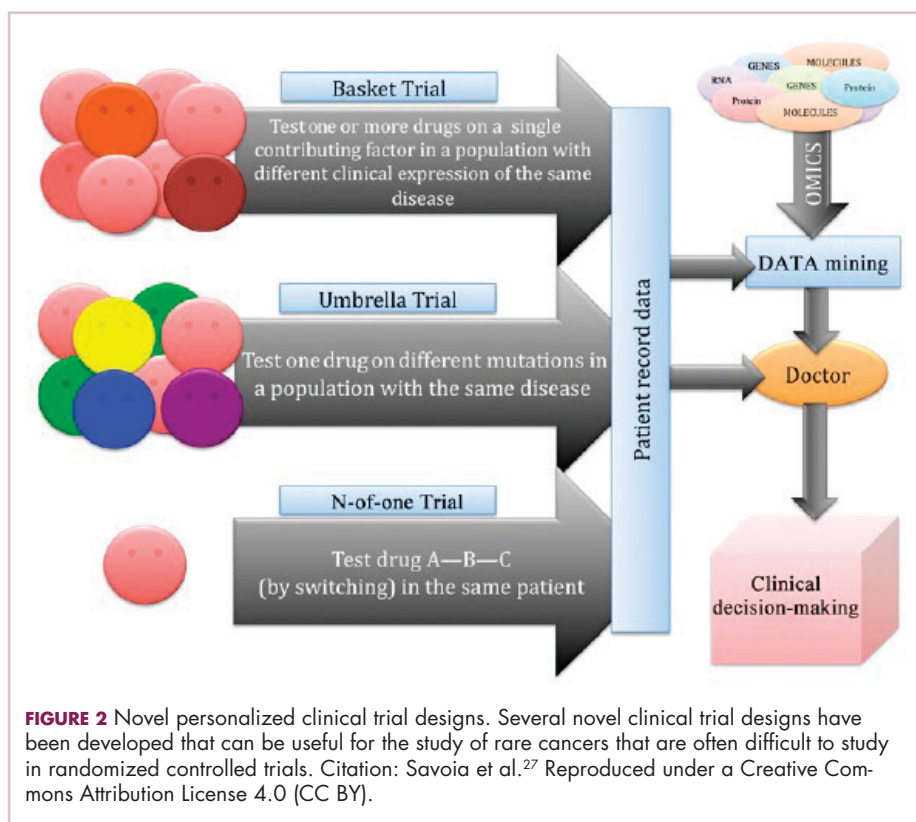 Basket Trial
Test one or more drugs on a single
contributing factor in a population with
different clinical expression of the same
disease
Umbrella Trial
Test one drug on different mutations in
a population with the same disease
N-of-one Trial
Test drug A—B—C
(by switching) in the same patient
Patient record data
MOLECULES
GENES
RNA
GENES
Protein
Protein
MOLECULES
OMICS
DATA mining
Doctor
Clinical
decision-making
FIGURE 2 Novel personalized clinical trial designs. Several novel clinical trial designs have
been developed that can be useful for the study of rare cancers that are often difficult to study
in randomized controlled trials. Citation: Savoia et al.27 Reproduced under a Creative Com-
mons Attribution License 4.0 (CC BY).